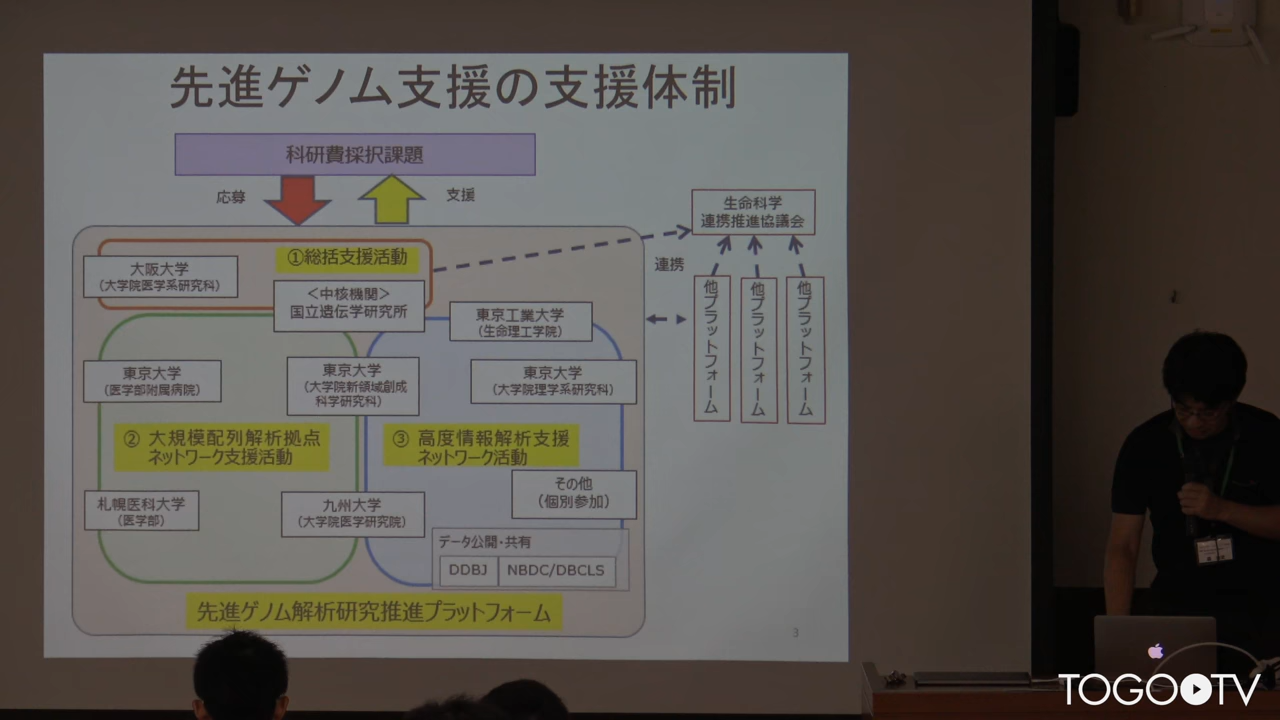 先進ゲノム支援の支援体制
科研費採択課題
応募
支援
生命科学
連携推進協議会
①総括支援活動
大阪大学
(大学院医学系研究科)
＜中核機関＞
国立遺伝学研究所
連携
他プラットフォーム
他プラットフォーム
他プラットフォーム
東京工業大学
(生命理工学院)
東京大学
(医学部附属病院)
東京大学
(大学院新領域創成
科学研究科)
東京大学
(大学院理学系研究科)
② 大規模配列解析拠点
ネットワーク支援活動
③ 高度情報解析支援
ネットワーク活動
札幌医科大学
(医学部)
九州大学
(大学院医学研究院)
その他
(個別参加)
データ公開・共有
DDBJ
NBDC/DBCLS
先進ゲノム解析研究推進プラットフォーム
3
TOGO TV